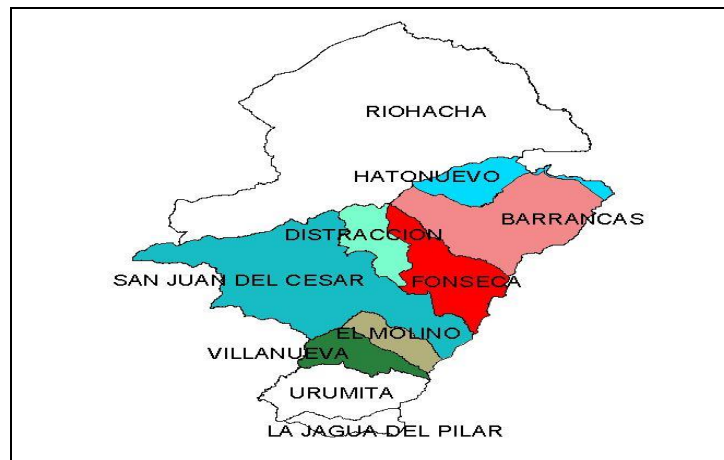 RIOHACHA
HATONUEVO
BARRANCAS
DISTRACCION
SAN JUAN DEL CESAR
FONSECA
EL MOLINO
VILLANUEVA
URUMITA
LA JAGUA DEL PILAR